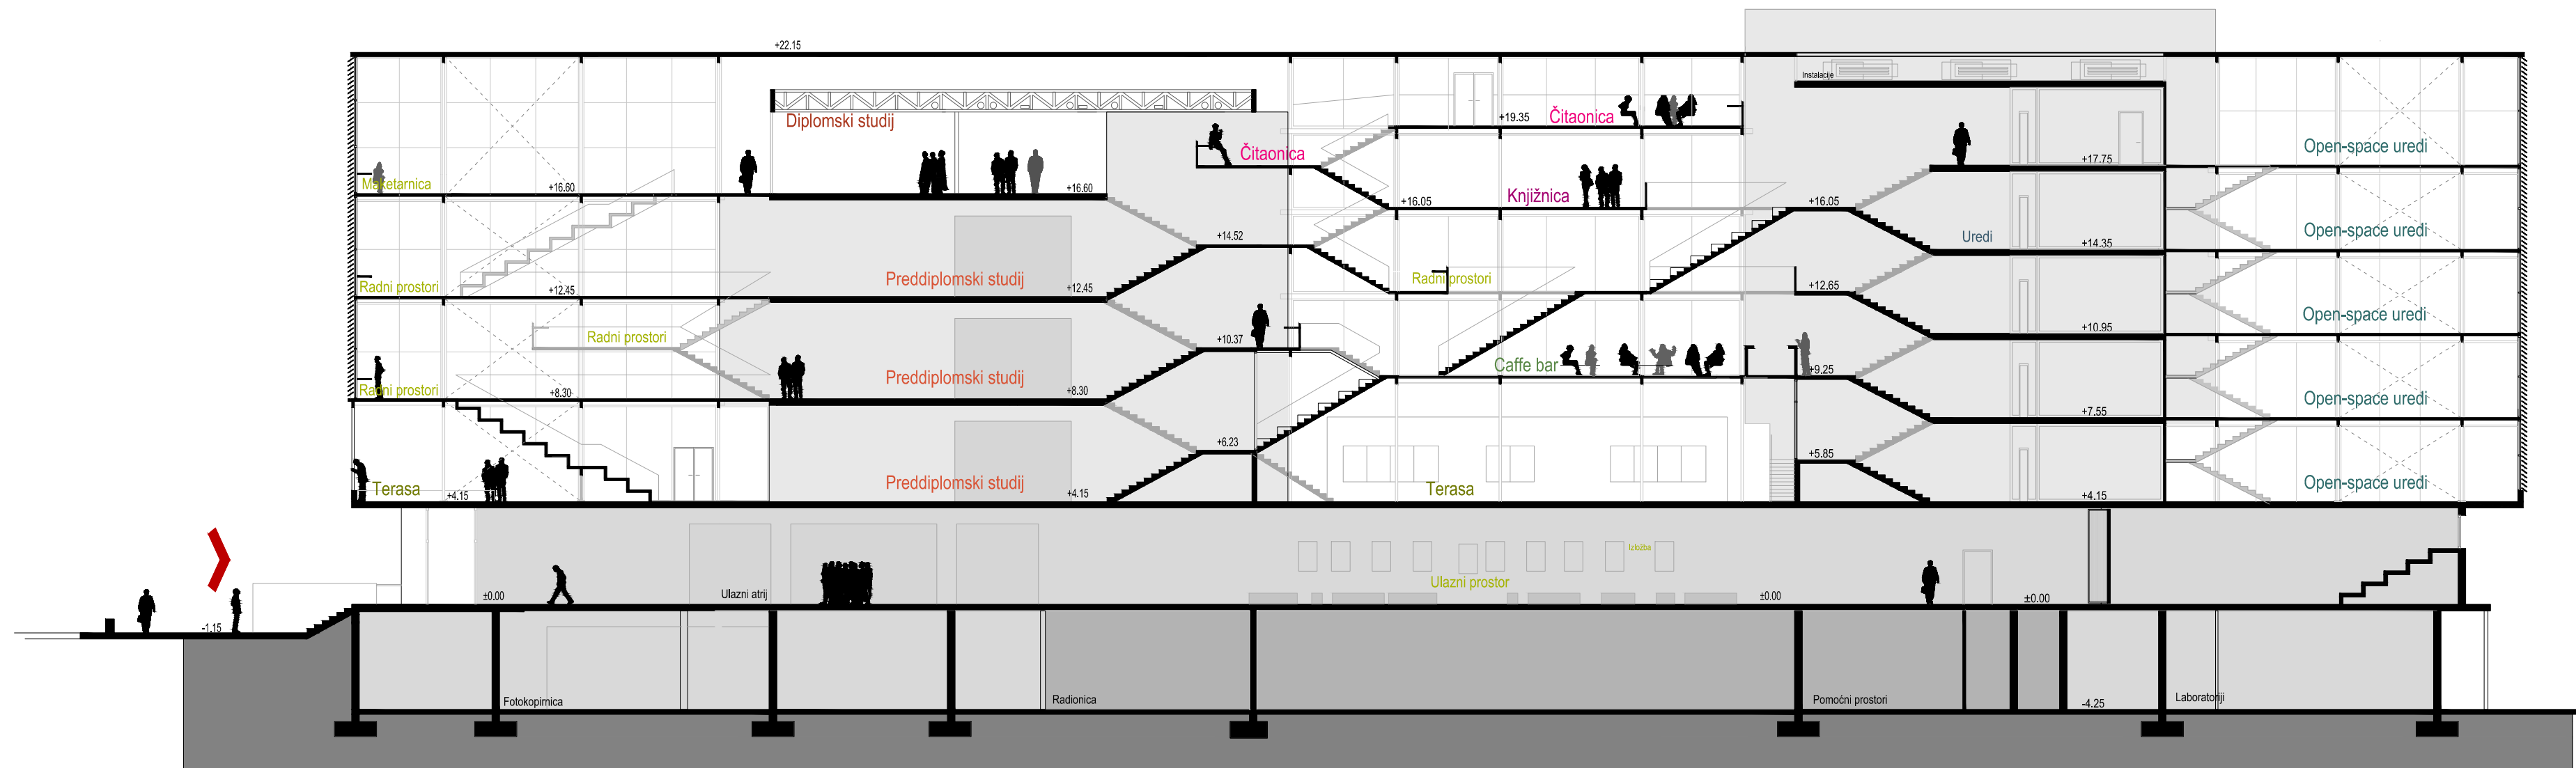 +22.15
Instalacije
Diplomski studij
+19.35
Čitaonica
Čitaonica
+17.75
Open-space uredi
Maketarnica
+16.60
+16.60
+16.05
Knjižnica
+16.05
+14.52
Uredi
+14.35
Open-space uredi
Radni prostori
+12.45
Preddiplomski studij
+12.45
Radni prostori
+12.65
Radni prostori
+10.37
+10.95
Open-space uredi
Radni prostori
+8.30
Preddiplomski studij
+8.30
Caffe bar
+9.25
+7.55
Open-space uredi
+6.23
+5.85
Terasa
+4.15
Preddiplomski studij
+4.15
Terasa
+4.15
Open-space uredi
Izložba
Ulazni prostor
±0.00
Ulazni atrij
±0.00
±0.00
-1.15
Fotokopirnica
Radionica
Pomoćni prostori
-4.25
Laboratoriji